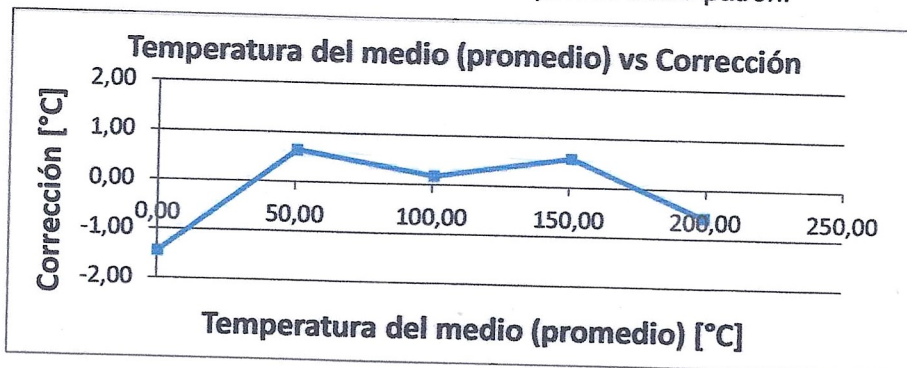 patrón.
Temperatura del medio (promedio) vs Corrección
Corrección [°C]
2,00
1,00
0,00
-1,00
-2,00
0,00
50,00
100,00
150,00
200,00
250,00
Temperatura del medio (promedio) [°C]